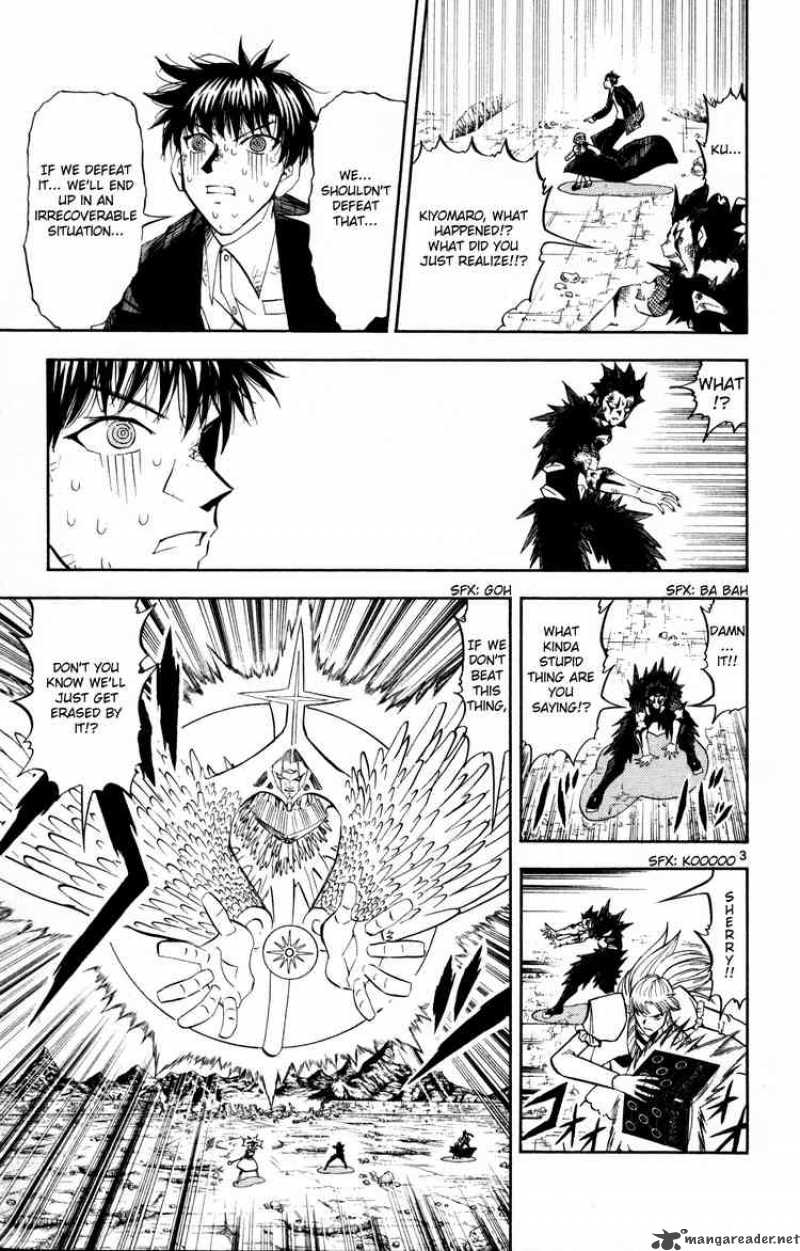 KU...
KIYOMARO, WHAT
HAPPENED!?
WHAT DID YOU
JUST REALIZE!!?
WE...
SHOULDN'T
DEFEAT
THAT...
IF WE DEFEAT
IT... WE'LL END
UP IN AN
IRRECOVERABLE
SITUATION...
WHAT
!?
SFX: BA BAH
DAMN
...
IT!!
WHAT
KINDA
STUPID
THING ARE
YOU
SAYING!?
SFX: KOOOOO
3
SHERRY!!
SFX: GOH
IF WE
DON'T
BEAT
THIS
THING,
DON'T YOU
KNOW WE'LL
JUST GET
ERASED BY
IT!?
mangareader.net